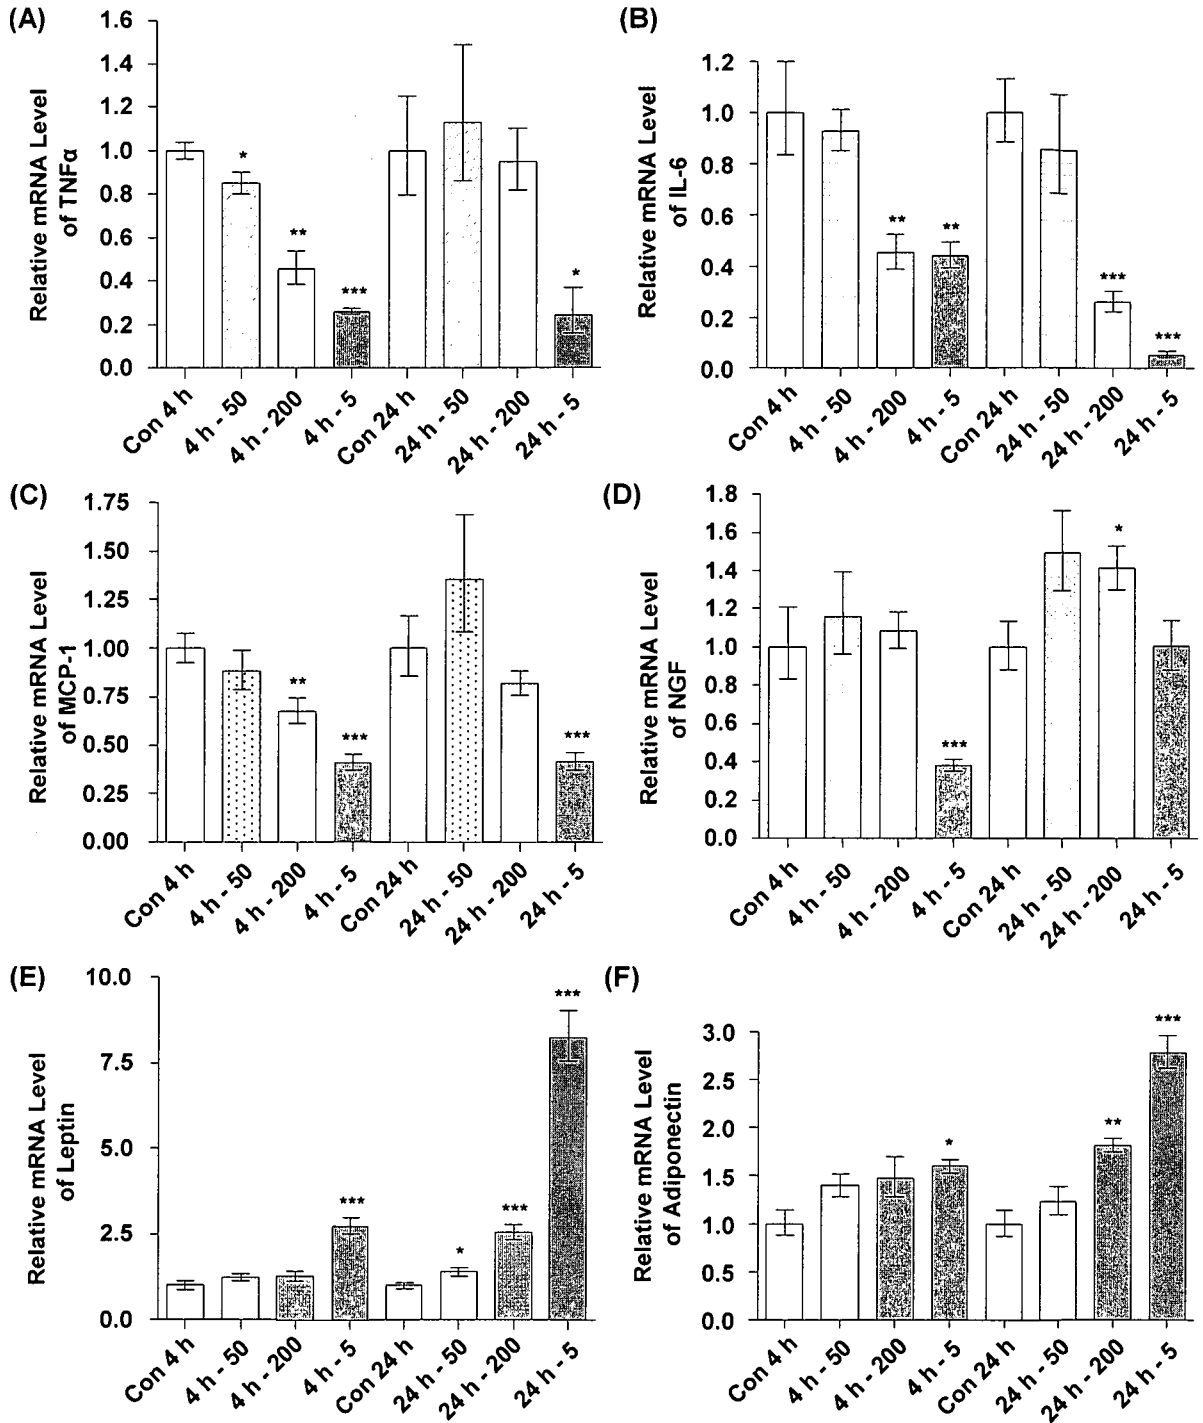 (A)
Relative mRNA Level
of TNFα
1.6
1.4
1.2
1.0
0.8
0.6
0.4
0.2
0.0
*
**
***
*
Con 4 h
4 h - 50
4 h - 200
4 h - 5
Con 24 h
24 h - 50
24 h - 200
24 h - 5
(B)
Relative mRNA Level
of IL-6
1.2
1.0
0.8
0.6
0.4
0.2
0.0
**
**
***
***
Con 4 h
4 h - 50
4 h - 200
4 h - 5
Con 24 h
24 h - 50
24 h - 200
24 h - 5
(C)
Relative mRNA Level
of MCP-1
1.75
1.50
1.25
1.00
0.75
0.50
0.25
0.00
**
***
***
Con 4 h
4 h - 50
4 h - 200
4 h - 5
Con 24 h
24 h - 50
24 h - 200
24 h - 5
(D)
Relative mRNA Level
of NGF
1.8
1.6
1.4
1.2
1.0
0.8
0.6
0.4
0.2
0.0
***
*
Con 4 h
4 h - 50
4 h - 200
4 h - 5
Con 24 h
24 h - 50
24 h - 200
24 h - 5
(E)
Relative mRNA Level
of Leptin
10.0
7.5
5.0
2.5
0.0
***
*
***
***
Con 4 h
4 h - 50
4 h - 200
4 h - 5
Con 24 h
24 h - 50
24 h - 200
24 h - 5
(F)
Relative mRNA Level
of Adiponectin
3.0
2.5
2.0
1.5
1.0
0.5
0.0
*
**
***
Con 4 h
4 h - 50
4 h - 200
4 h - 5
Con 24 h
24 h - 50
24 h - 200
24 h - 5